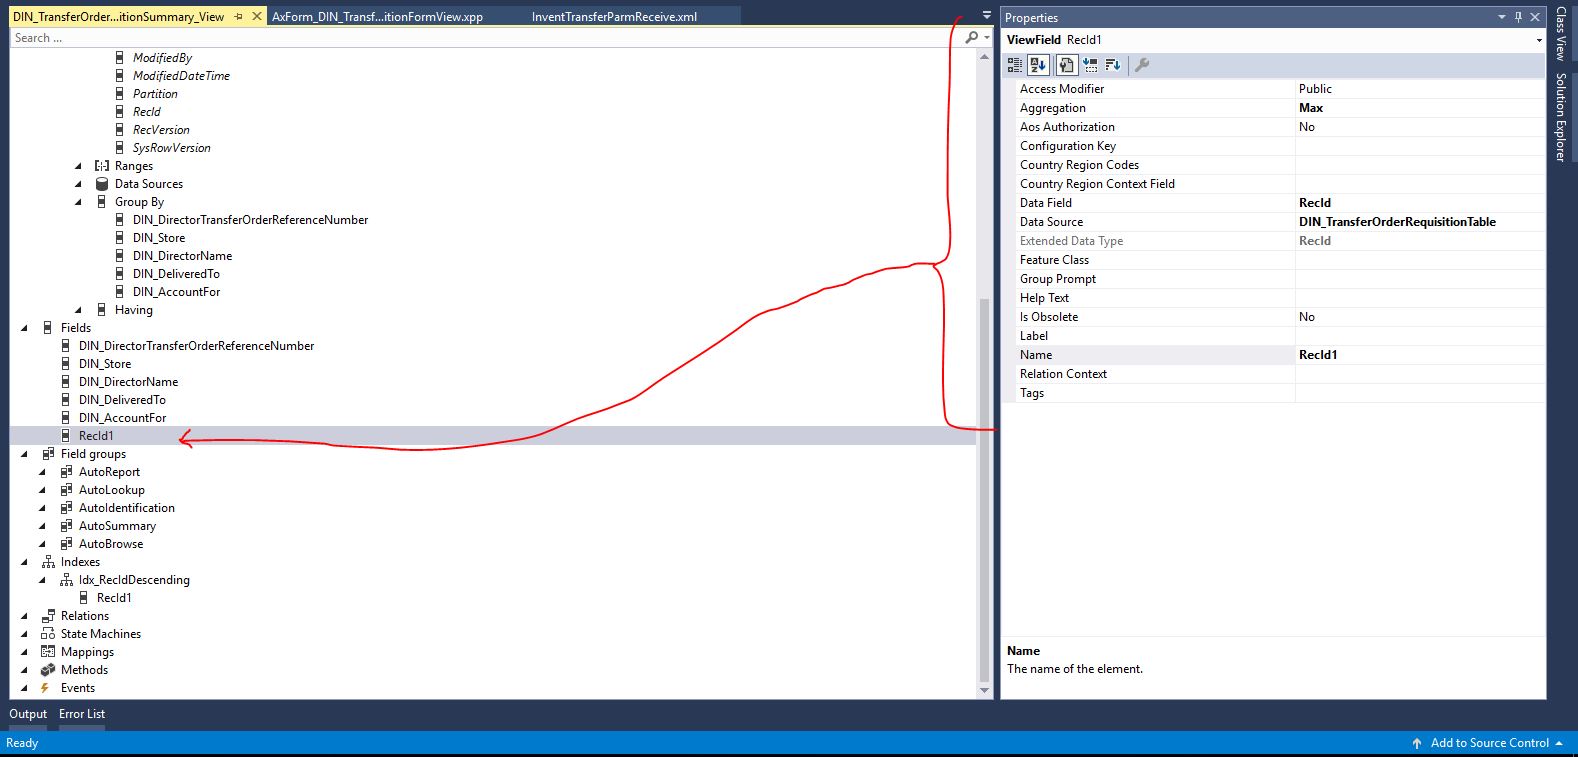 DIN_TransferOrder...itionSummary_View
AxForm_DIN_Transf...itionFormView.xpp
InventTransferParmReceive.xml
Search ...
ModifiedBy
ModifiedDateTime
Partition
RecId
RecVersion
SysRowVersion
Ranges
Data Sources
Group By
DIN_DirectorTransferOrderReferenceNumber
DIN_Store
DIN_DirectorName
DIN_DeliveredTo
DIN_AccountFor
Having
Fields
DIN_DirectorTransferOrderReferenceNumber
DIN_Store
DIN_DirectorName
DIN_DeliveredTo
DIN_AccountFor
RecId1
Field groups
AutoReport
AutoLookup
AutoIdentification
AutoSummary
AutoBrowse
Indexes
Idx_RecIdDescending
RecId1
Relations
State Machines
Mappings
Methods
Events
Properties
ViewField RecId1
Access Modifier Public
Aggregation Max
Aos Authorization No
Configuration Key
Country Region Codes
Country Region Context Field
Data Field RecId
Data Source DIN_TransferOrderRequisitionTable
Extended Data Type RecId
Feature Class
Group Prompt
Help Text
Is Obsolete No
Label
Name RecId1
Relation Context
Tags
Name
The name of the element.
Class View
Solution Explorer
Output Error List
Ready
Add to Source Control